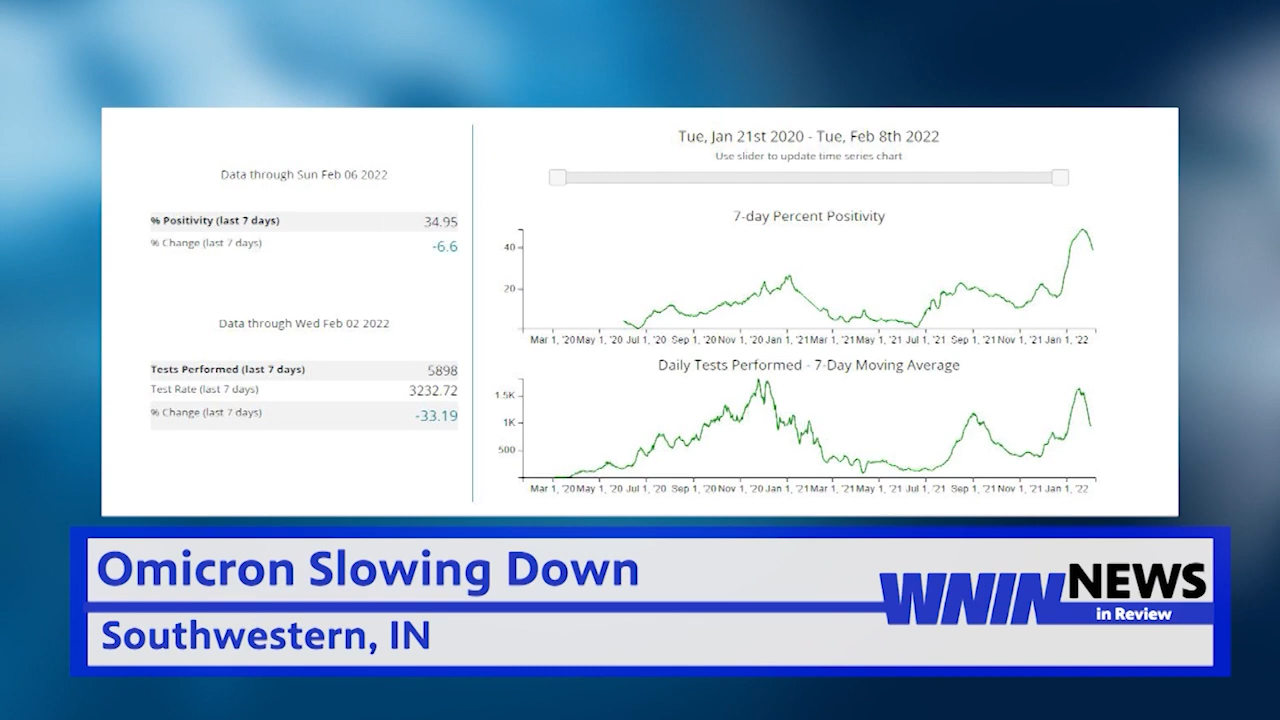 Data through Sun Feb 06 2022
% Positivity (last 7 days) 34.95
% Change (last 7 days) -6.6
Data through Wed Feb 02 2022
Tests Performed (last 7 days) 5898
Test Rate (last 7 days) 3232.72
% Change (last 7 days) -33.19
Tue, Jan 21st 2020 - Tue, Feb 8th 2022
Use slider to update time series chart
7-day Percent Positivity
40
20
Mar 1, '20 May 1, '20 Jul 1, '20 Sep 1, '20 Nov 1, '20 Jan 1, '21 Mar 1, '21 May 1, '21 Jul 1, '21 Sep 1, '21 Nov 1, '21 Jan 1, '22
Daily Tests Performed - 7-Day Moving Average
1.5K
1K
500
Mar 1, '20 May 1, '20 Jul 1, '20 Sep 1, '20 Nov 1, '20 Jan 1, '21 Mar 1, '21 May 1, '21 Jul 1, '21 Sep 1, '21 Nov 1, '21 Jan 1, '22
Omicron Slowing Down
Southwestern, IN
WNIN NEWS
in Review